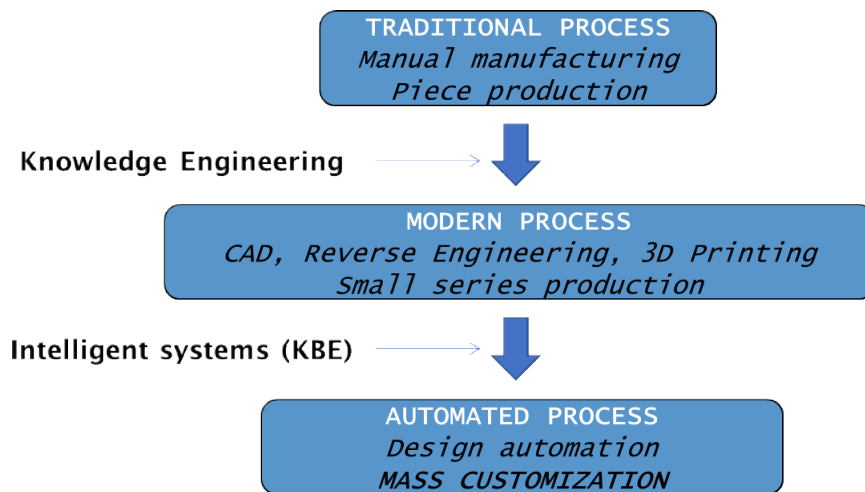 TRADITIONAL PROCESS
Manual manufacturing
Piece production
Knowledge Engineering
MODERN PROCESS
CAD, Reverse Engineering, 3D Printing
Small series production
Intelligent systems (KBE)
AUTOMATED PROCESS
Design automation
MASS CUSTOMIZATION